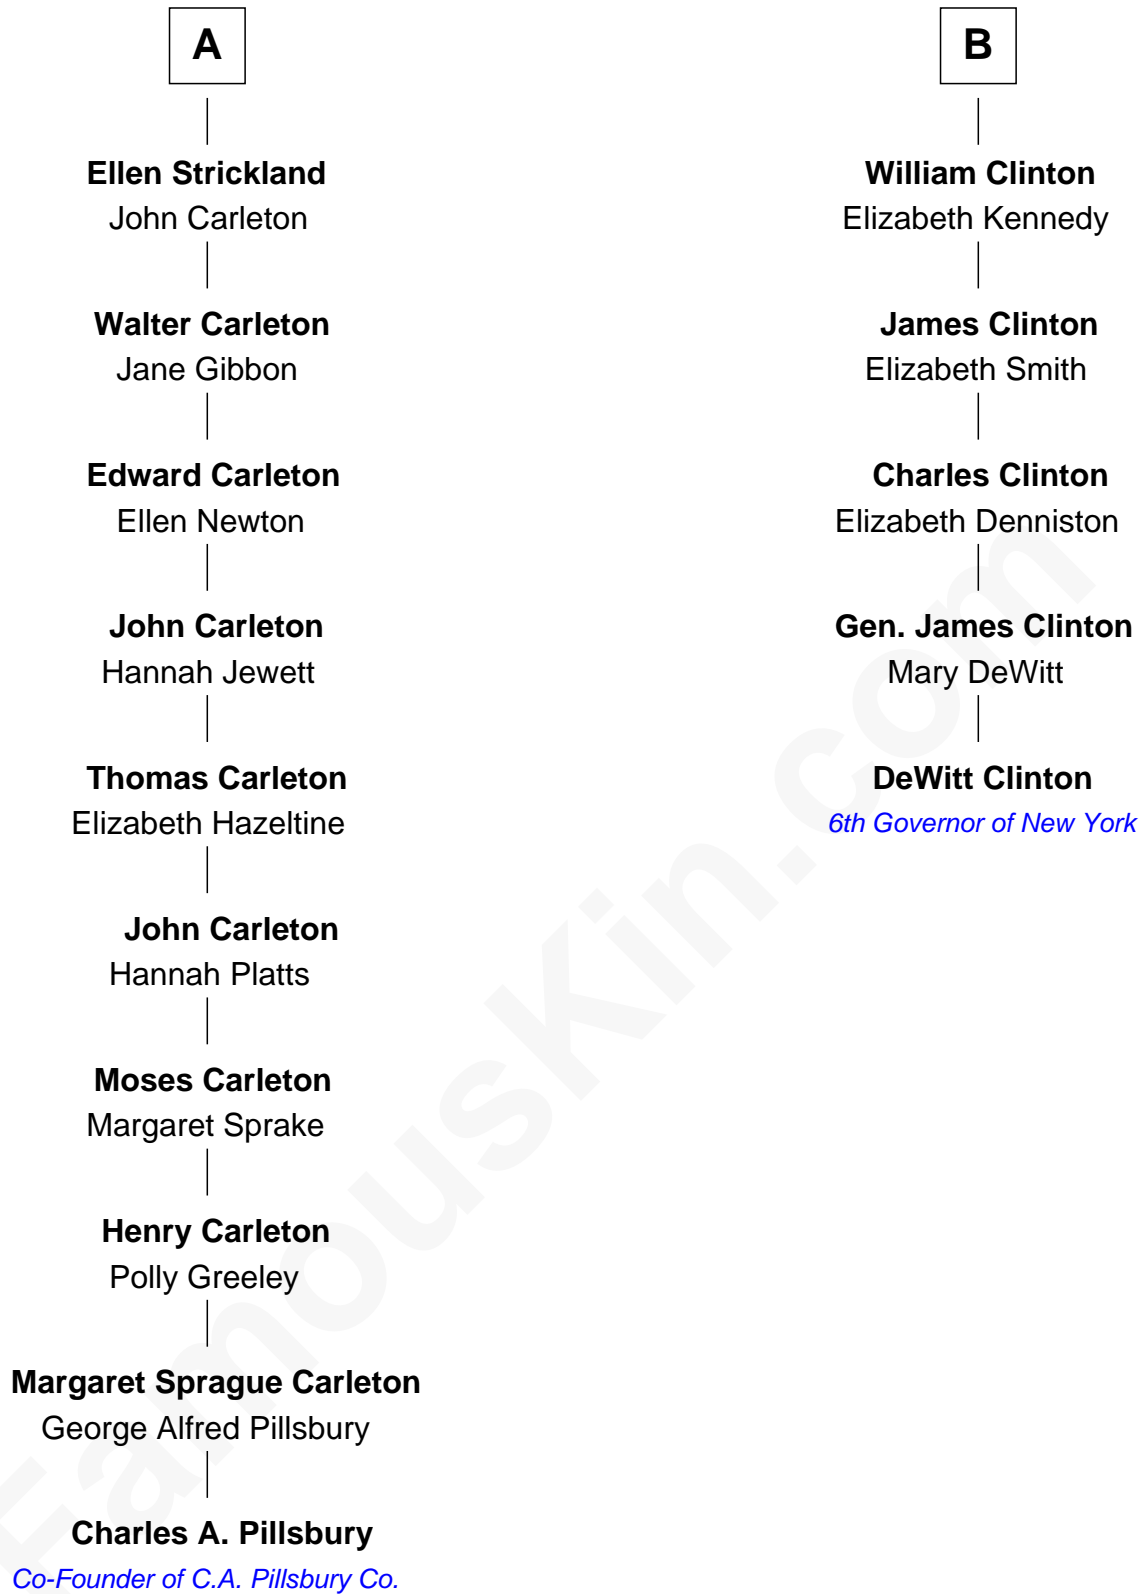 A
Ellen Strickland
John Carleton
Walter Carleton
Jane Gibbon
Edward Carleton
Ellen Newton
John Carleton
Hannah Jewett
Thomas Carleton
Elizabeth Hazeltine
John Carleton
Hannah Platts
Moses Carleton
Margaret Sprake
Henry Carleton
Polly Greeley
Margaret Sprague Carleton
George Alfred Pillsbury
Charles A. Pillsbury
Co-Founder of C.A. Pillsbury Co.
B
William Clinton
Elizabeth Kennedy
James Clinton
Elizabeth Smith
Charles Clinton
Elizabeth Denniston
Gen. James Clinton
Mary DeWitt
DeWitt Clinton
6th Governor of New York
FamousKin.com